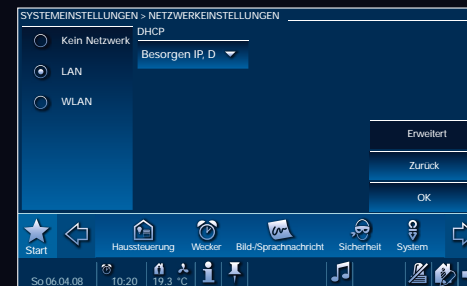 SYSTEMEINSTELLUNGEN > NETZWERKEINSTELLUNGEN
Kein Netzwerk
DHCP
Besorgen IP, D
LAN
WLAN
Erweitert
Zurück
OK
Start
Haussteuerung
Wecker
Bild-/Sprachnachricht
Sicherheit
System
So 06.04.08
10:20
19.3 °C